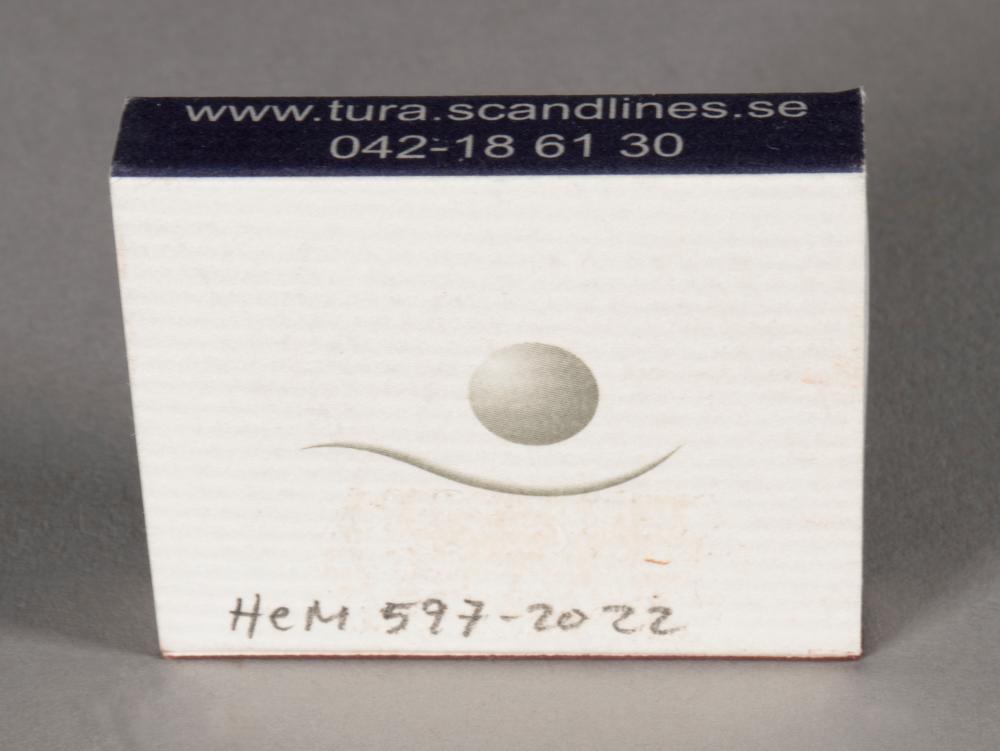 www.tura.scandlines.se
042-18 61 30
HeM 597-2022